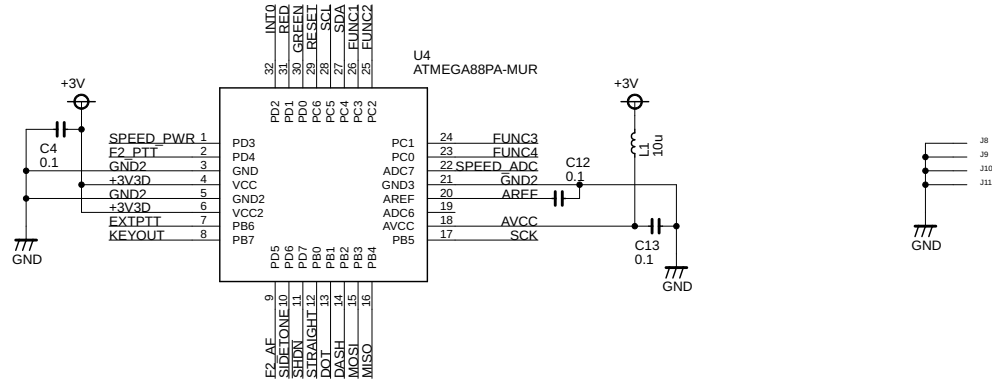 INT0
RED
GREEN
RESET
SCL
SDA
FUNC1
FUNC2
32
31
30
29
28
27
26
25
U4
ATMEGA88PA-MUR
+3V
+3V
PD2
PD1
PD0
PC6
PC5
PC4
PC3
PC2
C4
0.1
SPEED_PWR 1 PD3
F2_PTT 2 PD4
GND2 3 GND
+3V3D 4 VCC
GND2 5 GND2
+3V3D 6 VCC2
EXTPTT 7 PB6
KEYOUT 8 PB7
PC1 24 FUNC3
PC0 23 FUNC4
ADC7 22 SPEED_ADC
GND3 21 GND2
AREF 20 AREF
ADC6 19
AVCC 18 AVCC
PB5 17 SCK
C12
0.1
L1
10u
C13
0.1
J8
J9
J10
J11
GND
GND
GND
PD5
PD6
PD7
PB0
PB1
PB2
PB3
PB4
9
10
11
12
13
14
15
16
F2_AF
SIDETONE
SHDN
STRAIGHT
DOT
DASH
MOSI
MISO